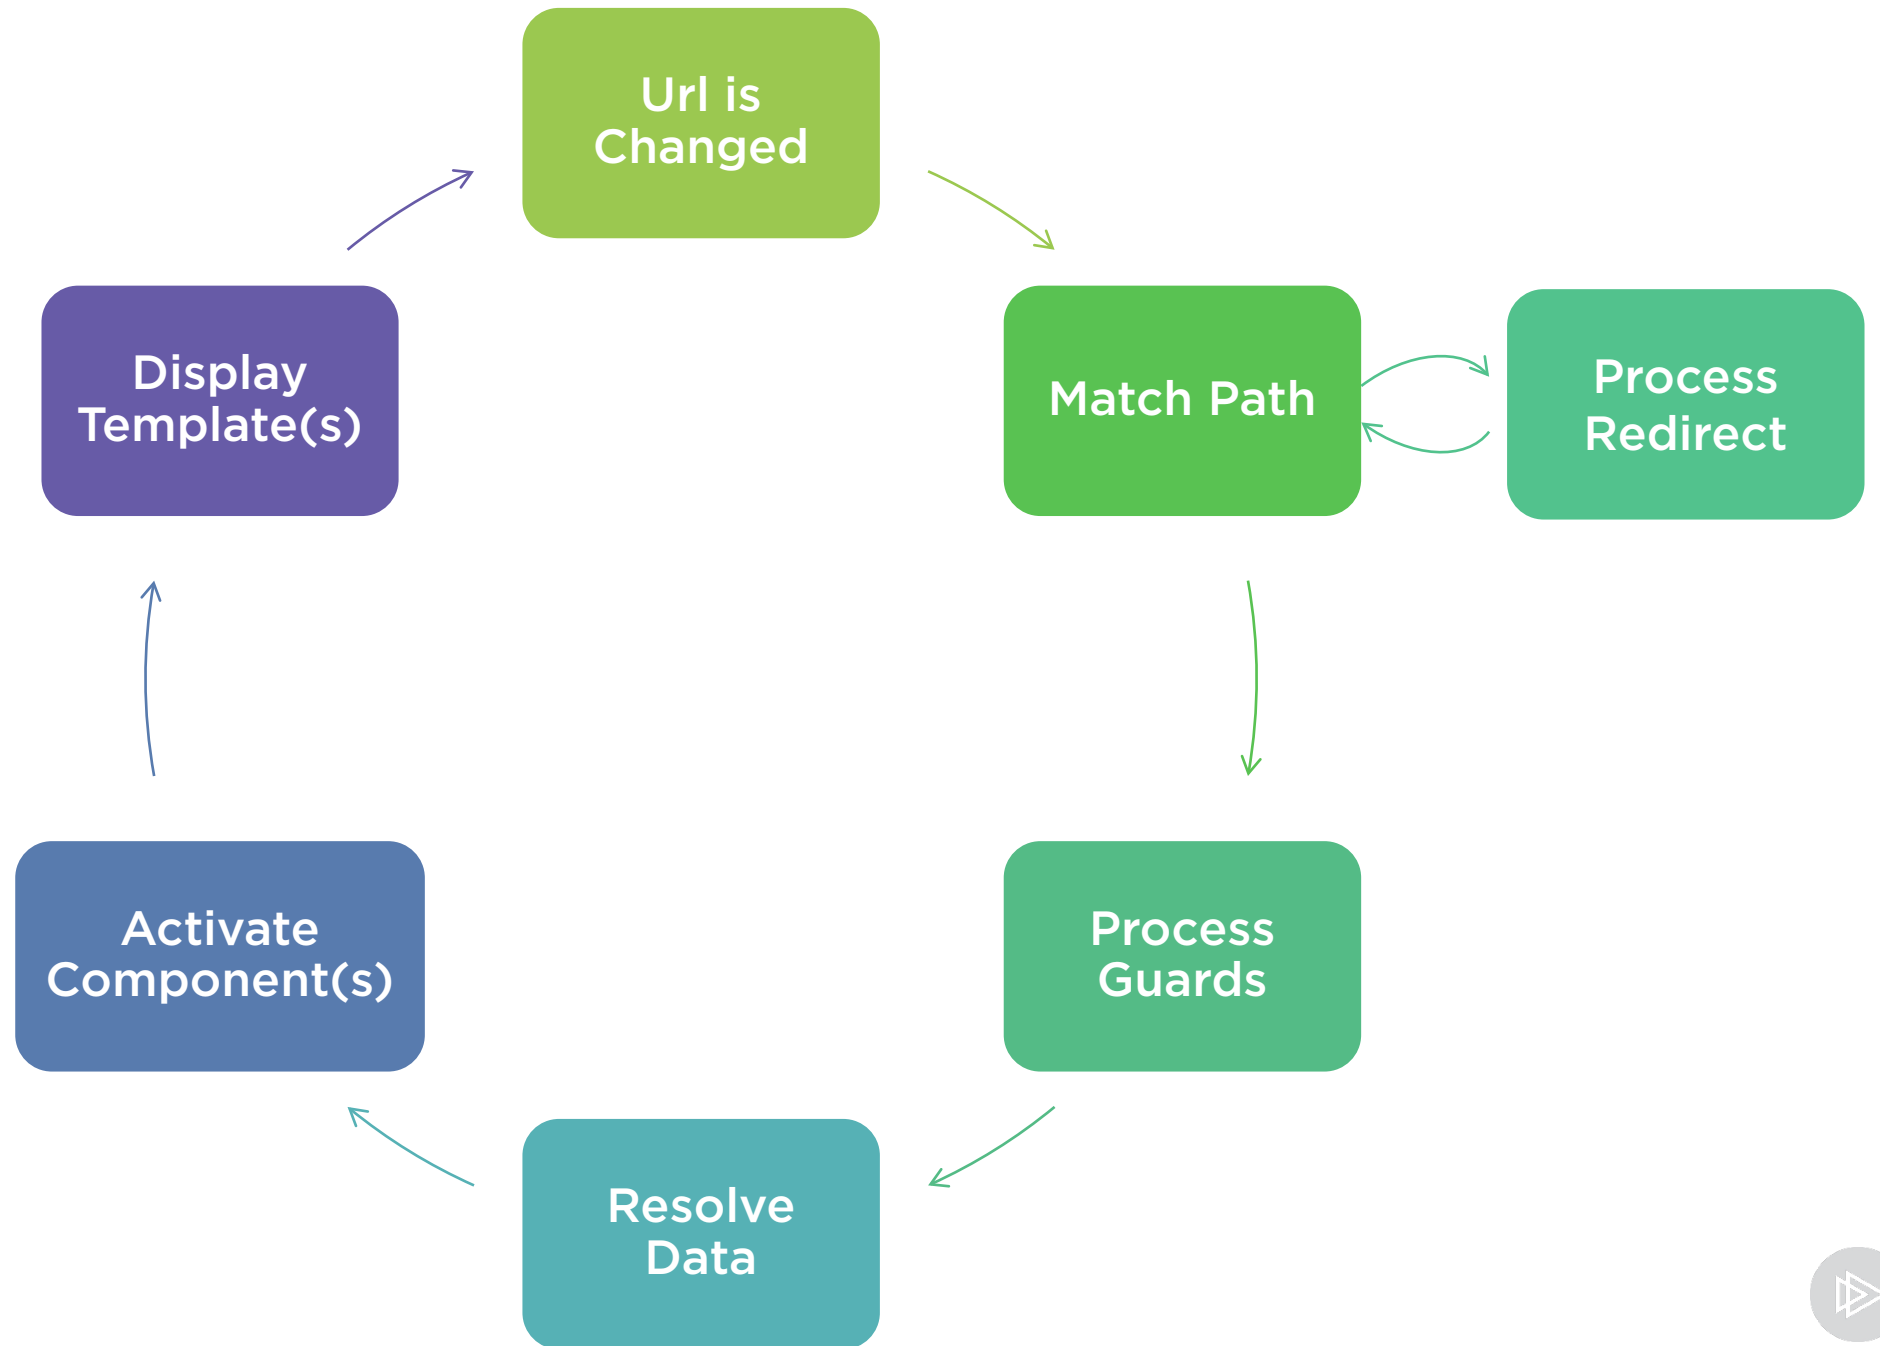 Url is
Changed
Display
Template(s)
Match Path
Process
Redirect
Activate
Component(s)
Process
Guards
Resolve
Data